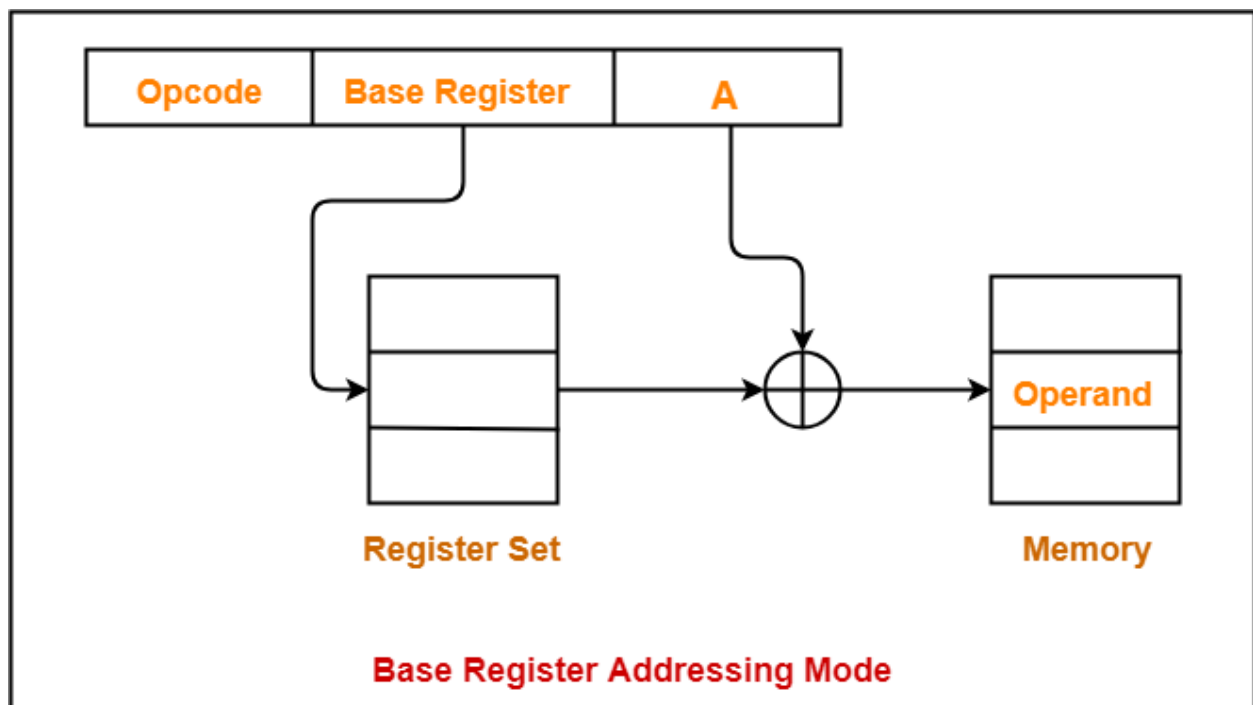 Opcode Base Register A
Operand
Register Set Memory
Base Register Addressing Mode